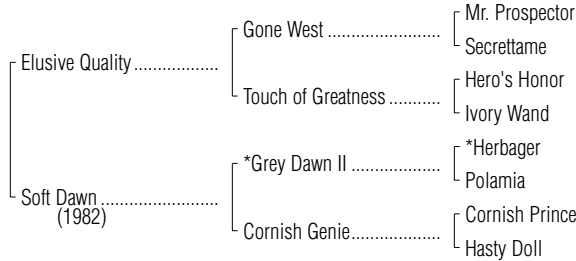 Mr. Prospector
Gone West ....................
Secrettame
Elusive Quality ...............
Hero's Honor
Touch of Greatness .........
Ivory Wand
*Herbager
*Grey Dawn II ................
Polamia
Soft Dawn .....................
(1982)
Cornish Prince
Cornish Genie ................
Hasty Doll